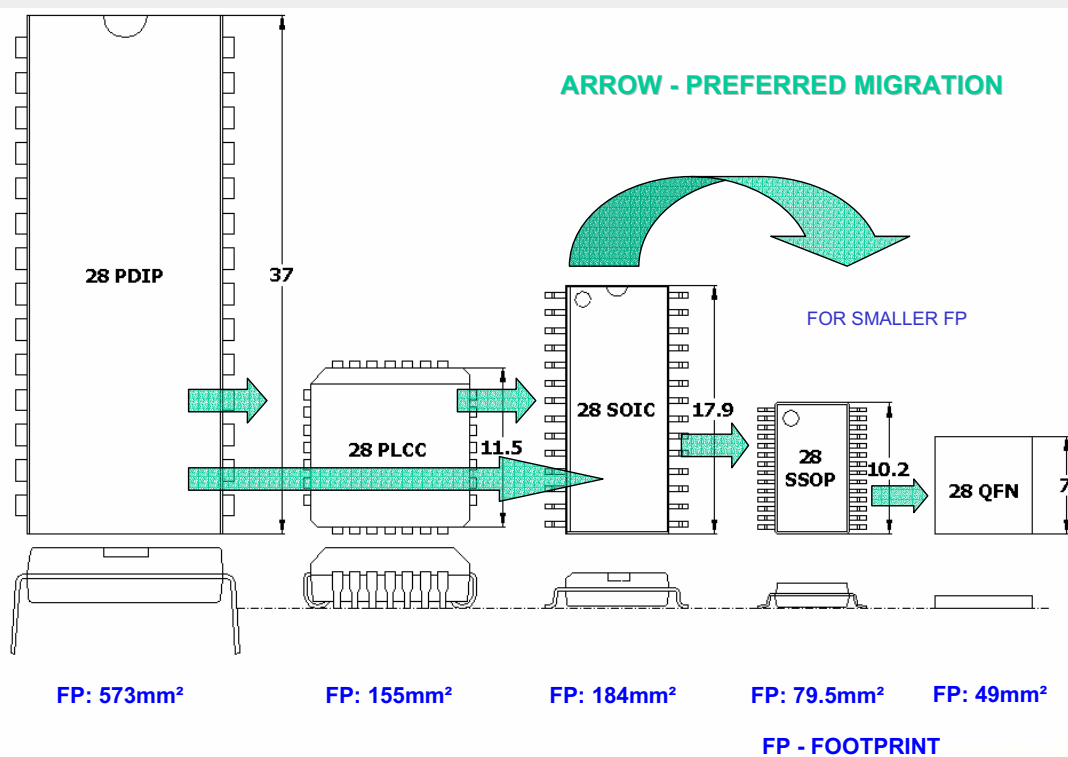 ARROW - PREFERRED MIGRATION
28 PDIP
37
FOR SMALLER FP
28 PLCC
11.5
28 SOIC
17.9
28
SSOP
10.2
28 QFN
7
FP: 573mm²
FP: 155mm²
FP: 184mm²
FP: 79.5mm²
FP: 49mm²
FP - FOOTPRINT